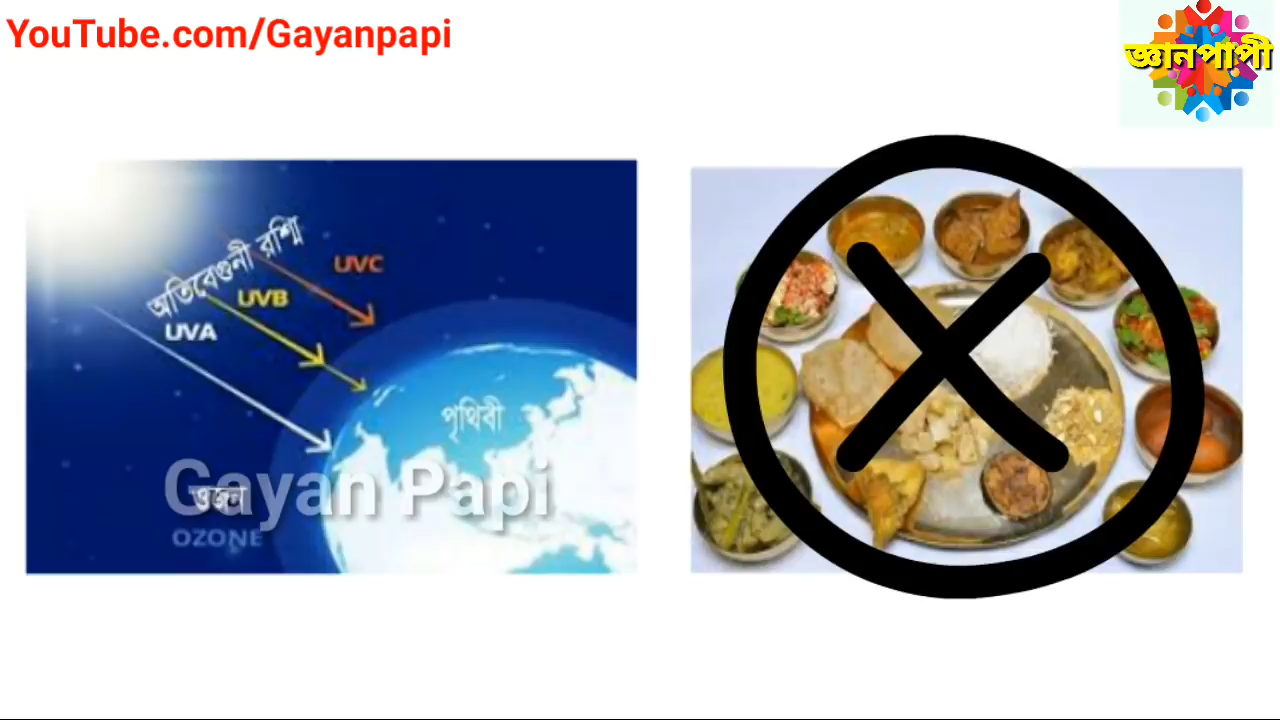 YouTube.com/Gayanpapi
জ্ঞানপাপী
অতিবেগুনী রশ্মি
UVC
UVB
UVA
পৃথিবী
Gayan Papi
ওজন
OZONE